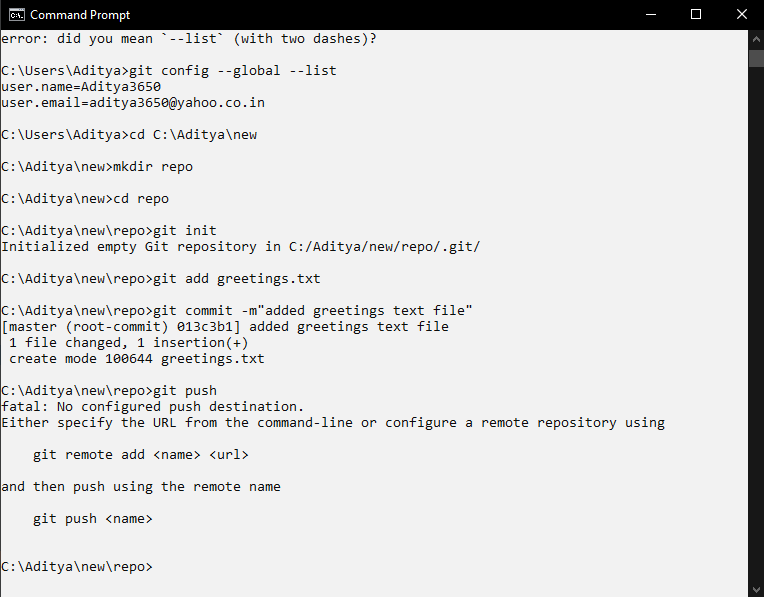 Command Prompt
error: did you mean `--list` (with two dashes)?
C:\Users\Aditya>git config --global --list
user.name=Aditya3650
user.email=aditya3650@yahoo.co.in
C:\Users\Aditya>cd C:\Aditya\new
C:\Aditya\new>mkdir repo
C:\Aditya\new>cd repo
C:\Aditya\new\repo>git init
Initialized empty Git repository in C:/Aditya/new/repo/.git/
C:\Aditya\new\repo>git add greetings.txt
C:\Aditya\new\repo>git commit -m"added greetings text file"
[master (root-commit) 013c3b1] added greetings text file
 1 file changed, 1 insertion(+)
 create mode 100644 greetings.txt
C:\Aditya\new\repo>git push
fatal: No configured push destination.
Either specify the URL from the command-line or configure a remote repository using
    git remote add <name> <url>
and then push using the remote name
    git push <name>
C:\Aditya\new\repo>